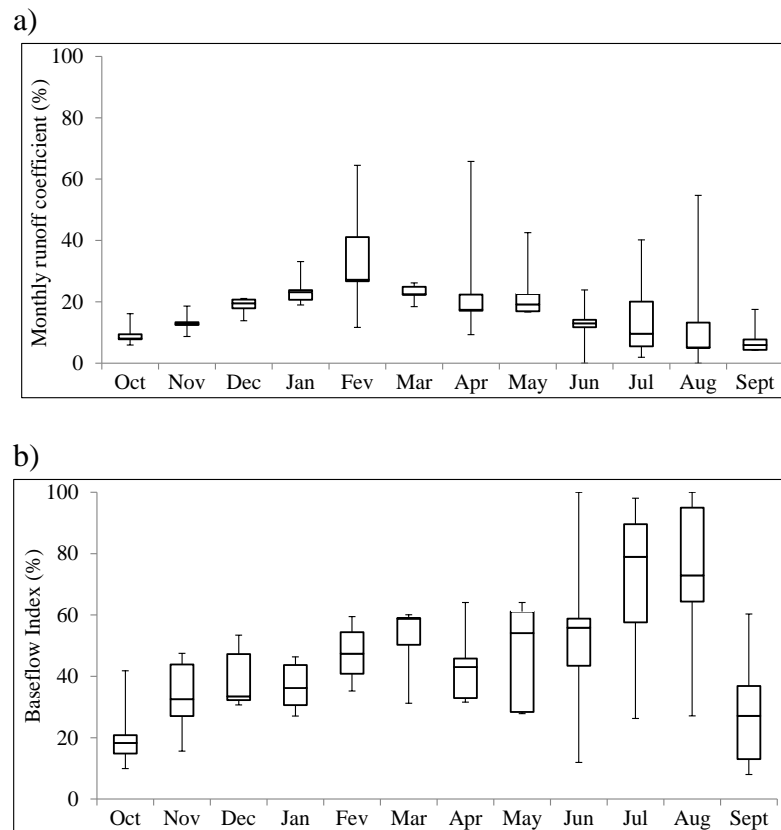 a)
Monthly runoff coefficient (%)
100
80
60
40
20
0
Oct Nov Dec Jan Fev Mar Apr May Jun Jul Aug Sept
b)
Baseflow Index (%)
100
80
60
40
20
0
Oct Nov Dec Jan Fev Mar Apr May Jun Jul Aug Sept